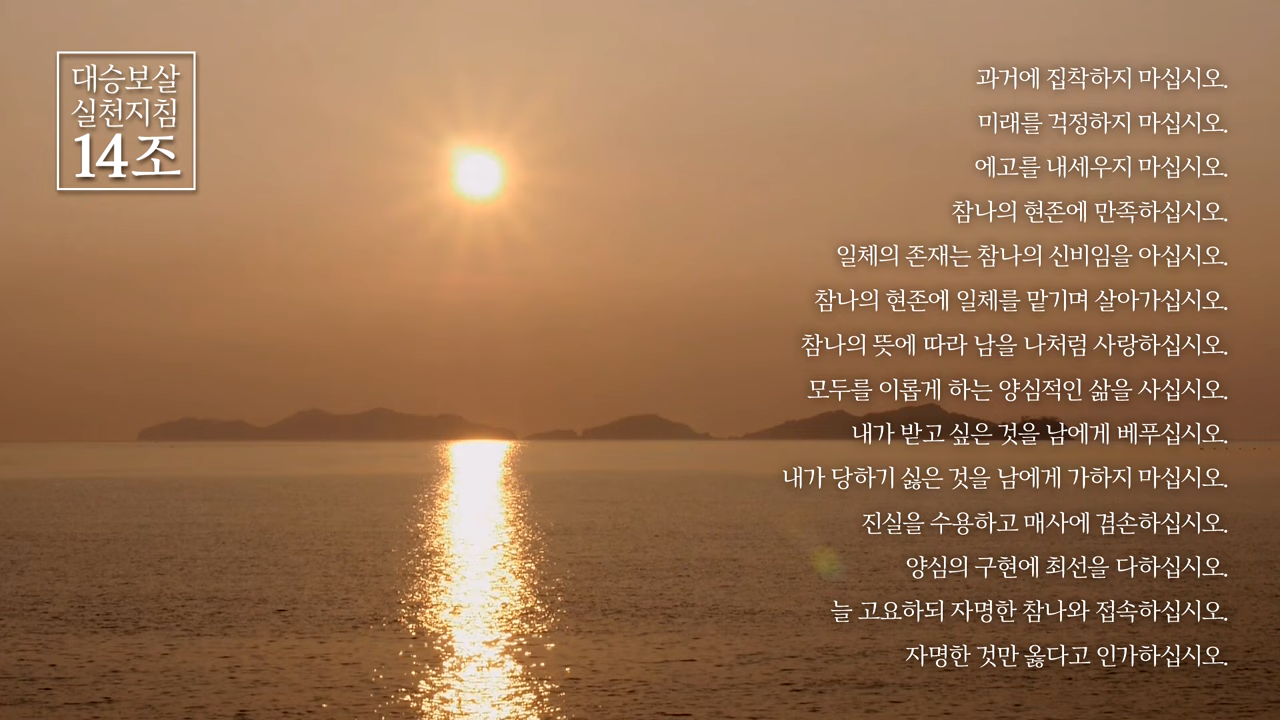 대승보살
실천지침
14조
과거에 집착하지 마십시오.
미래를 걱정하지 마십시오.
에고를 내세우지 마십시오.
참나의 현존에 만족하십시오.
일체의 존재는 참나의 신비임을 아십시오.
참나의 현존에 일체를 맡기며 살아가십시오.
참나의 뜻에 따라 남을 나처럼 사랑하십시오.
모두를 이롭게 하는 양심적인 삶을 사십시오.
내가 받고 싶은 것을 남에게 베푸십시오.
내가 당하기 싫은 것을 남에게 가하지 마십시오.
진실을 수용하고 매사에 겸손하십시오.
양심의 구현에 최선을 다하십시오.
늘 고요하되 자명한 참나와 접속하십시오.
자명한 것만 옳다고 인가하십시오.